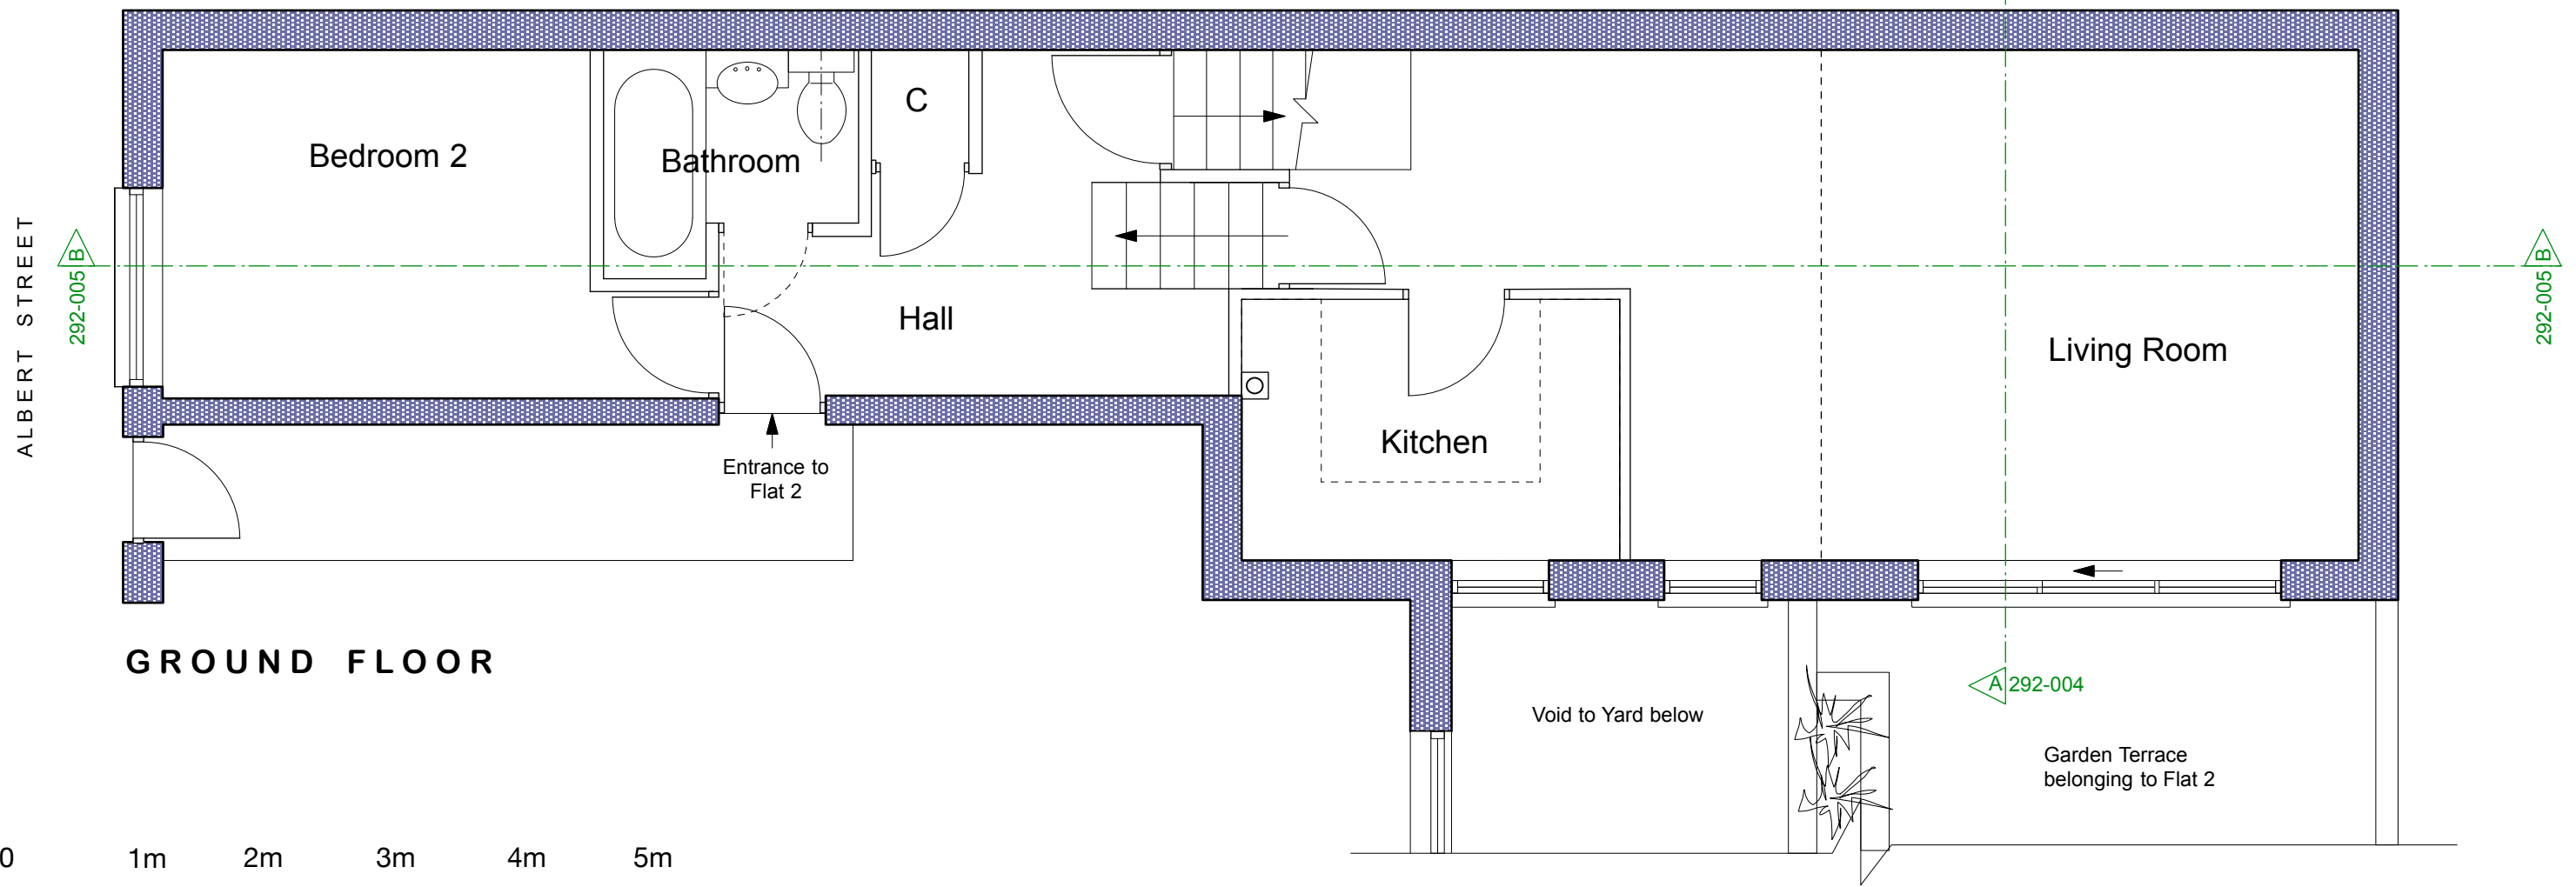 Bedroom 2
Bathroom
C
Hall
Kitchen
Living Room
ALBERT STREET
292-005 B
292-005 B
Entrance to
Flat 2
GROUND FLOOR
Void to Yard below
A 292-004
Garden Terrace
belonging to Flat 2
0 1m 2m 3m 4m 5m